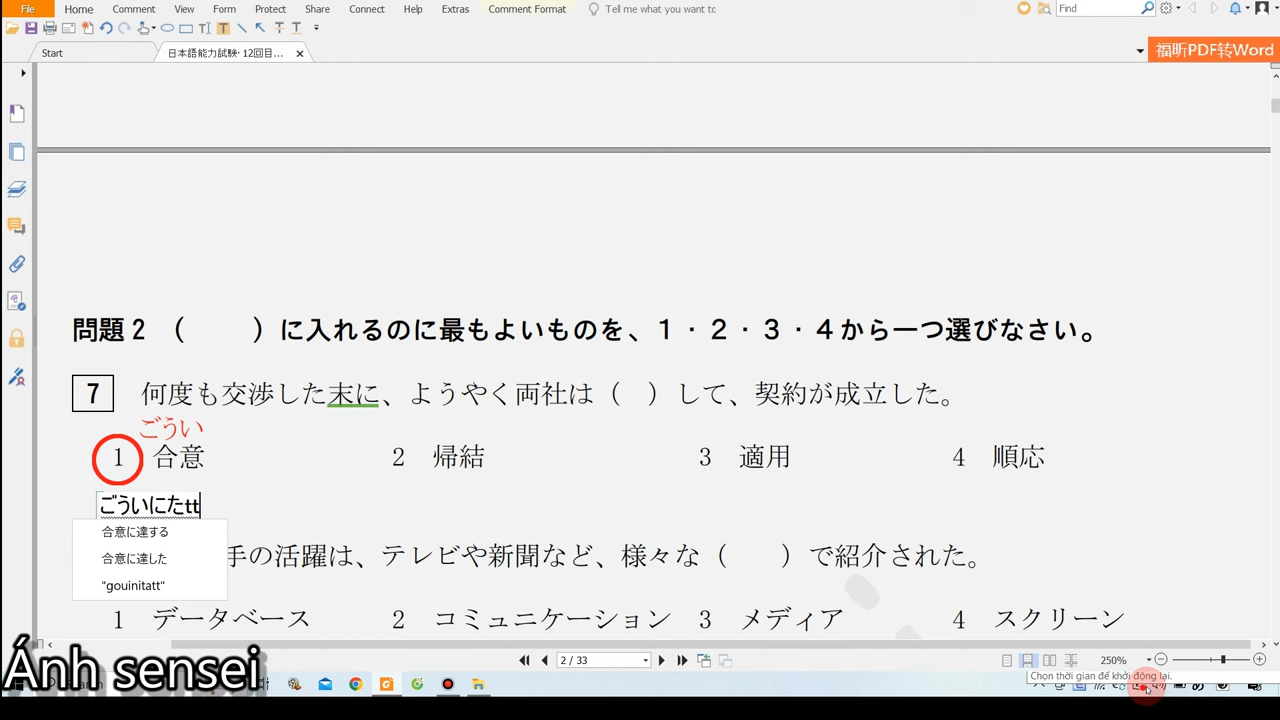 File Home Comment View Form Protect Share Connect Help Extras Comment Format Tell me what you want to Find
Start 日本語能力試験・12回目... 福昕PDF转Word
問題２（　　）に入れるのに最もよいものを、１・２・３・４から一つ選びなさい。
7 何度も交渉した末に、ようやく両社は（　）して、契約が成立した。
ごうい
1 合意 2 帰結 3 適用 4 順応
ごういにたtt
合意に達する
合意に達した
"gouinitatt"
手の活躍は、テレビや新聞など、様々な（　　）で紹介された。
1 データベース 2 コミュニケーション 3 メディア 4 スクリーン
Ánh sensei
2 / 33 250%
Chọn thời gian để khởi động lại.